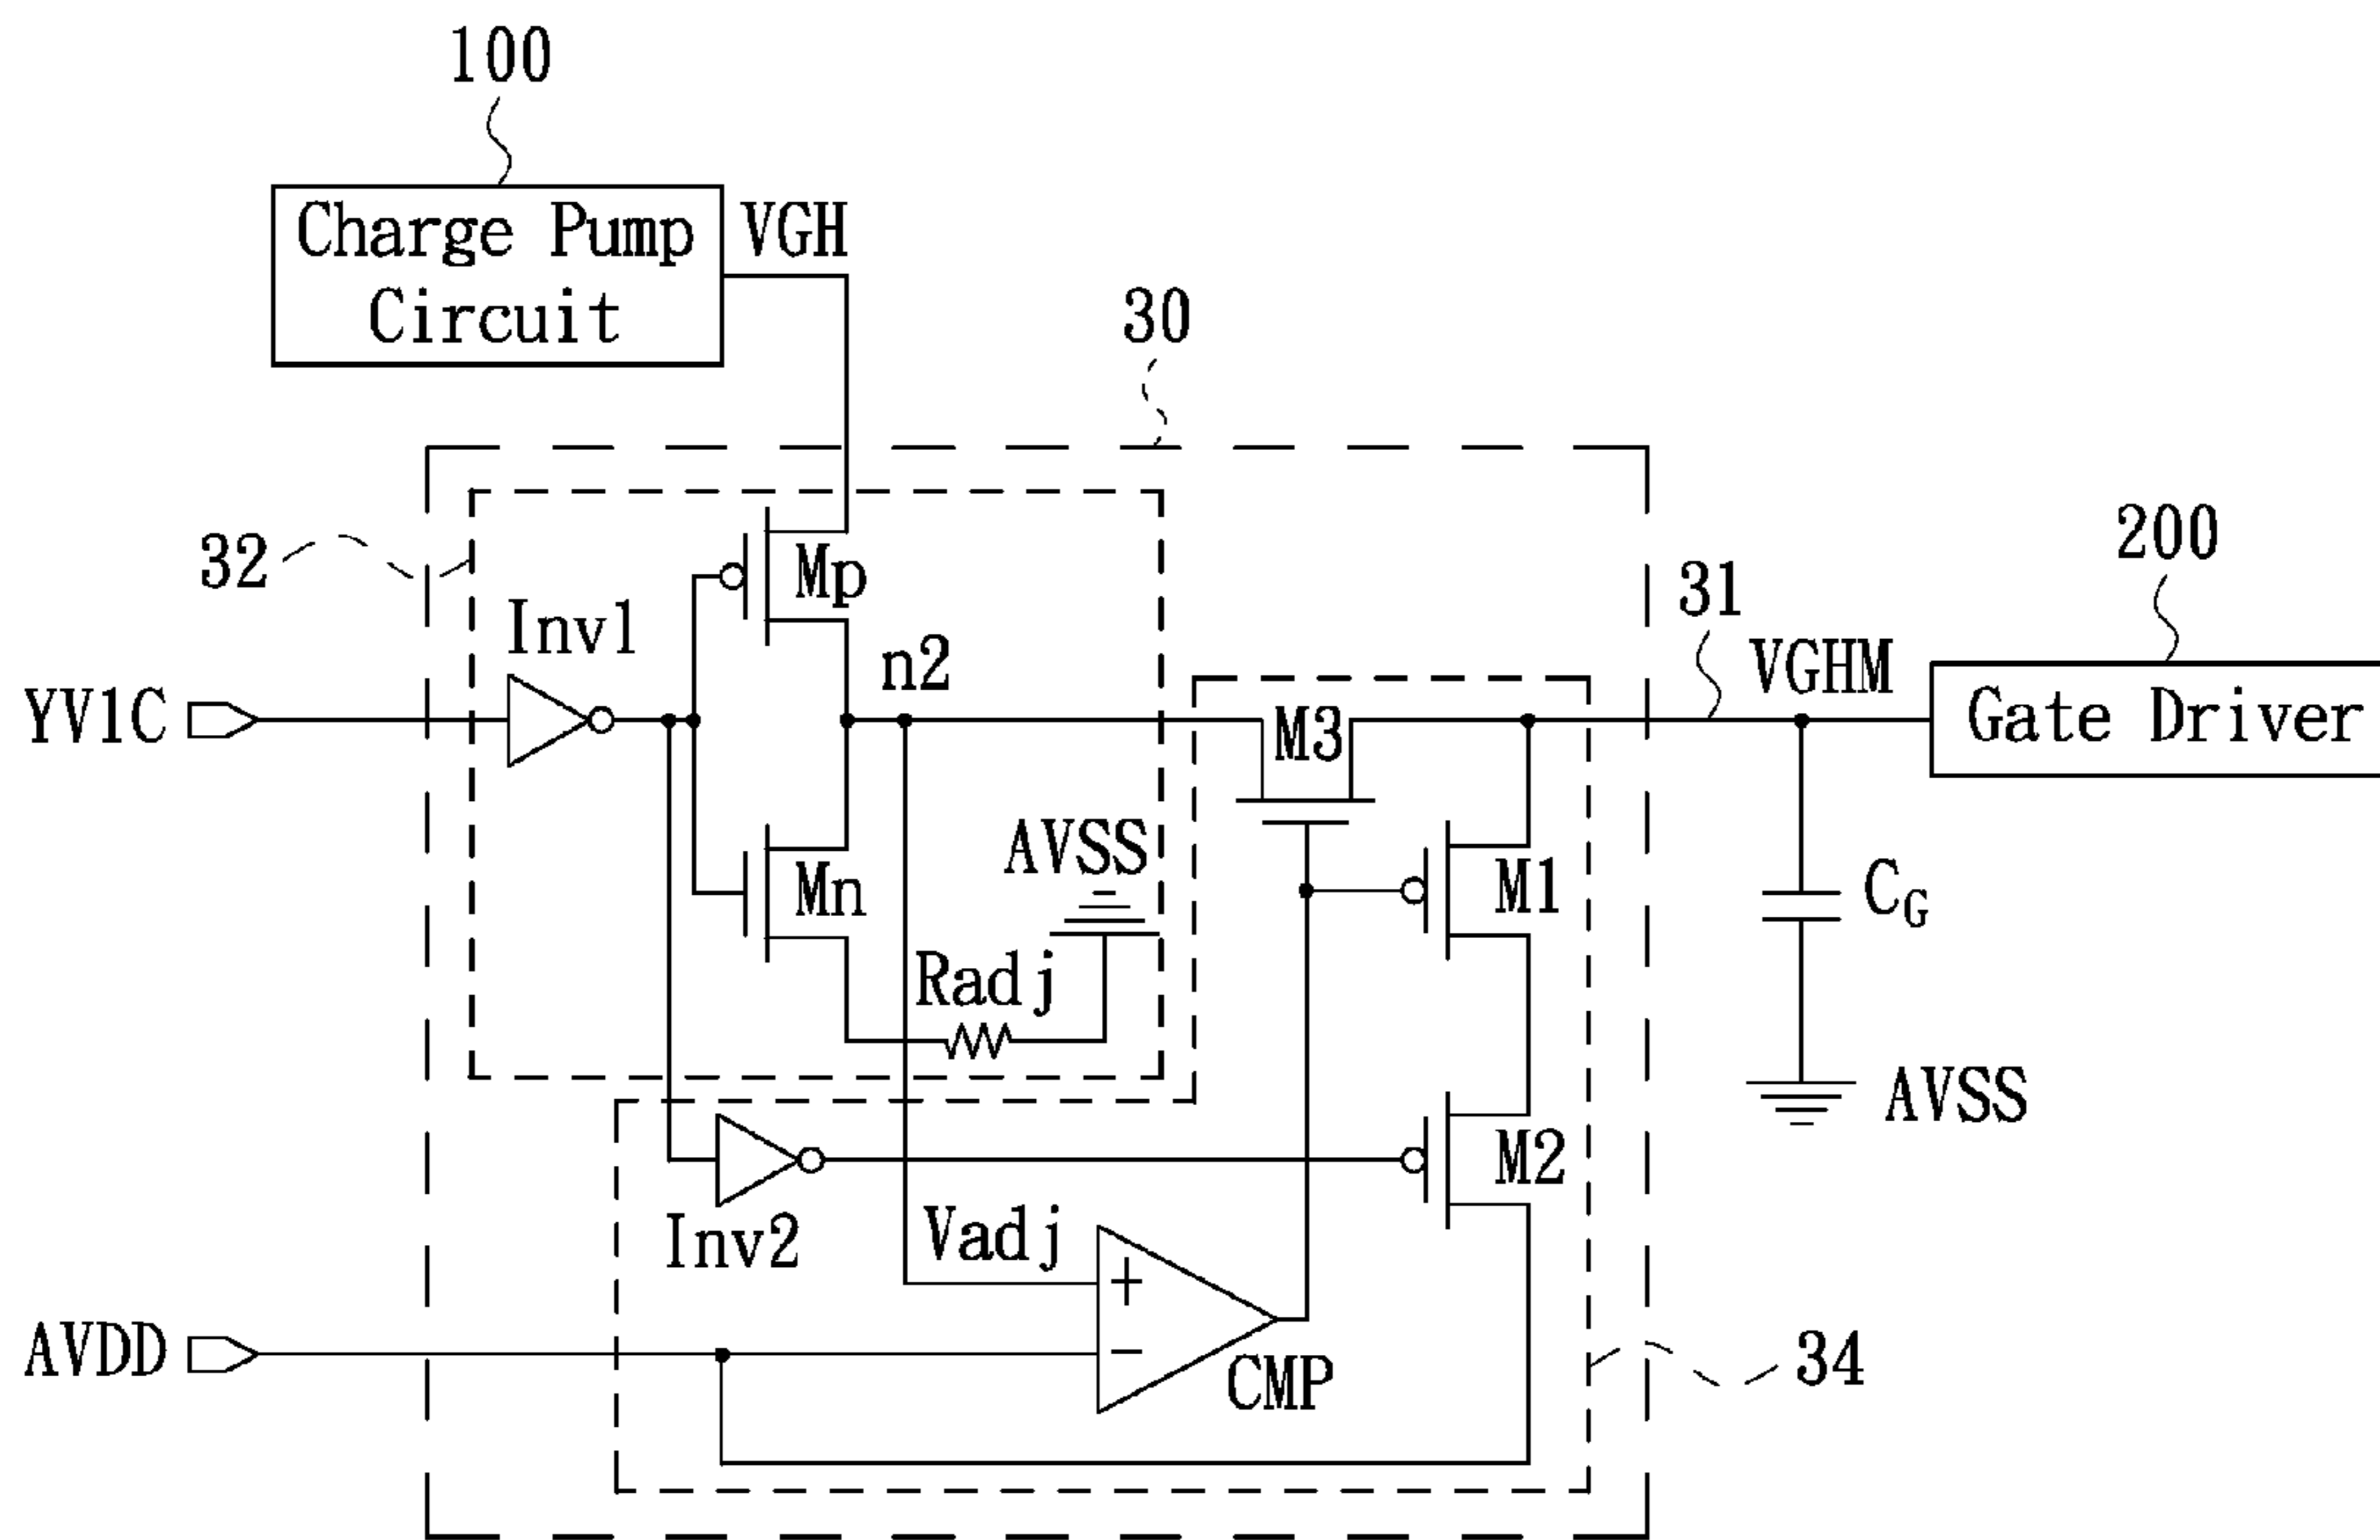 100
Charge Pump
Circuit
VGH
30
32
Mp
Inv1
n2
31
VGHM
200
YV1C
M3
Gate Driver
Mn
AVSS
M1
CG
Radj
AVSS
M2
Inv2
Vadj
+
−
AVDD
CMP
34